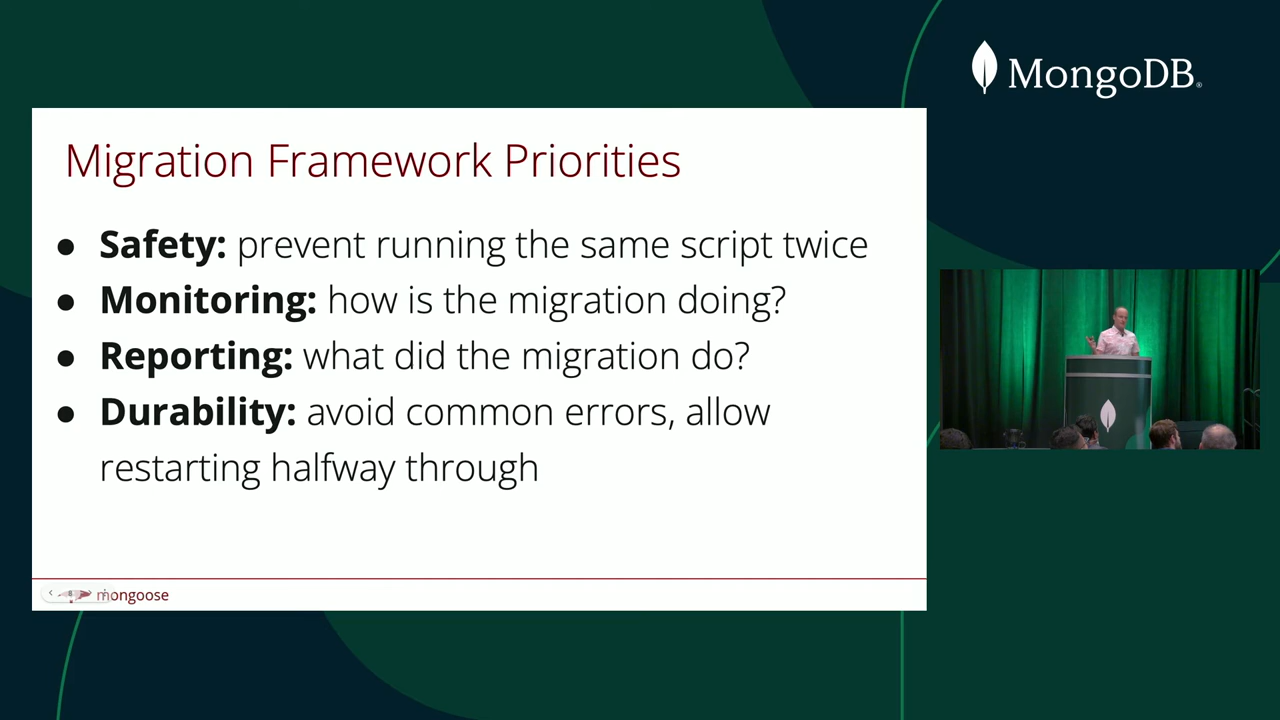 MongoDB®
Migration Framework Priorities
● Safety: prevent running the same script twice
● Monitoring: how is the migration doing?
● Reporting: what did the migration do?
● Durability: avoid common errors, allow
restarting halfway through
mongoose